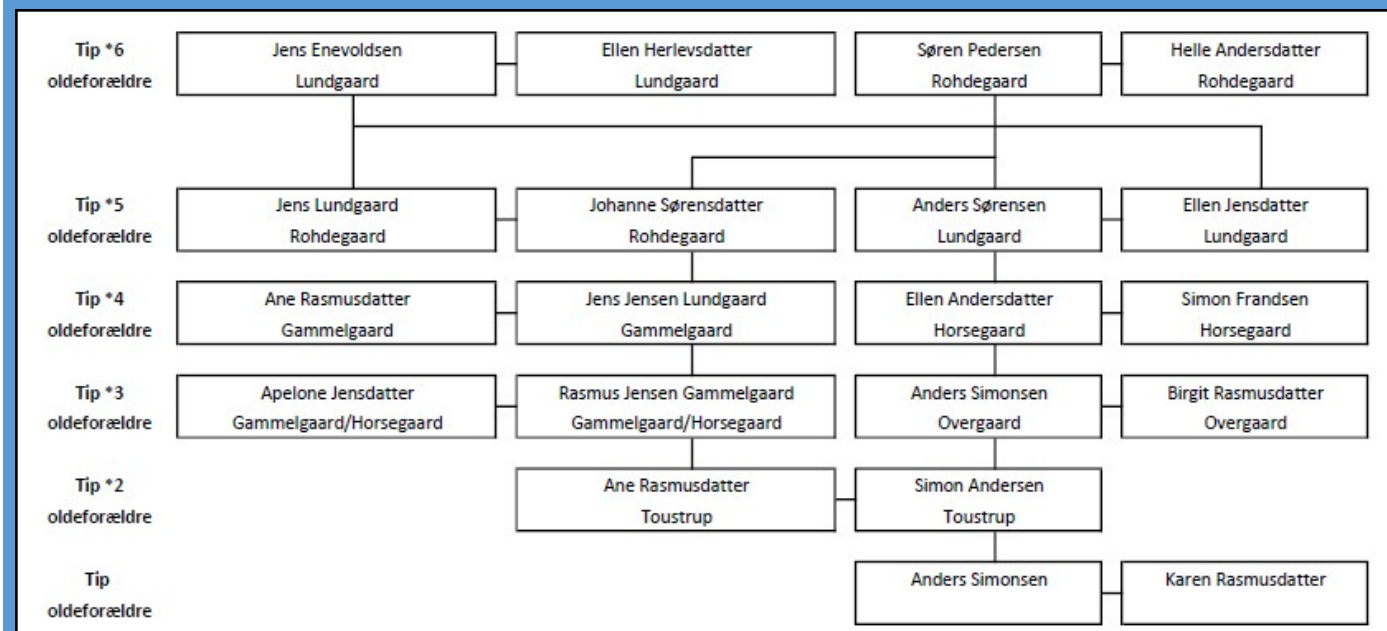 Tip *6
oldeforældre
Jens Enevoldsen
Lundgaard
Ellen Herlevsdatter
Lundgaard
Søren Pedersen
Rohdegaard
Helle Andersdatter
Rohdegaard
Tip *5
oldeforældre
Jens Lundgaard
Rohdegaard
Johanne Sørensdatter
Rohdegaard
Anders Sørensen
Lundgaard
Ellen Jensdatter
Lundgaard
Tip *4
oldeforældre
Ane Rasmusdatter
Gammelgaard
Jens Jensen Lundgaard
Gammelgaard
Ellen Andersdatter
Horsegaard
Simon Frandsen
Horsegaard
Tip *3
oldeforældre
Apelone Jensdatter
Gammelgaard/Horsegaard
Rasmus Jensen Gammelgaard
Gammelgaard/Horsegaard
Anders Simonsen
Overgaard
Birgit Rasmusdatter
Overgaard
Tip *2
oldeforældre
Ane Rasmusdatter
Toustrup
Simon Andersen
Toustrup
Tip
oldeforældre
Anders Simonsen
Karen Rasmusdatter